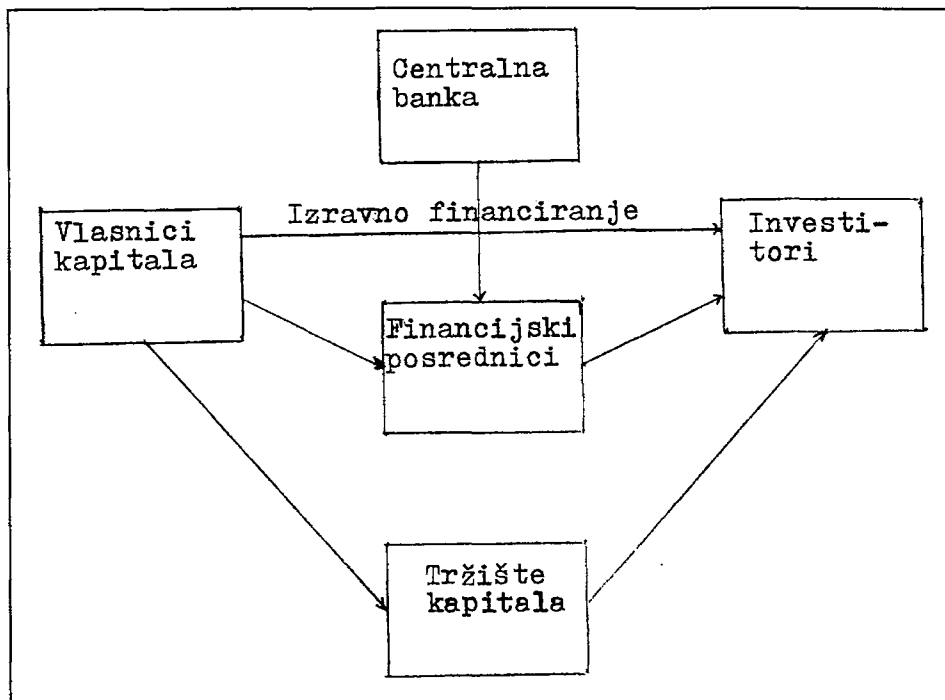 Centralna
banka
Izravno financiranje
Vlasnici
kapitala
Investi-
tori
Financijski
posrednici
Tržište
kapitala